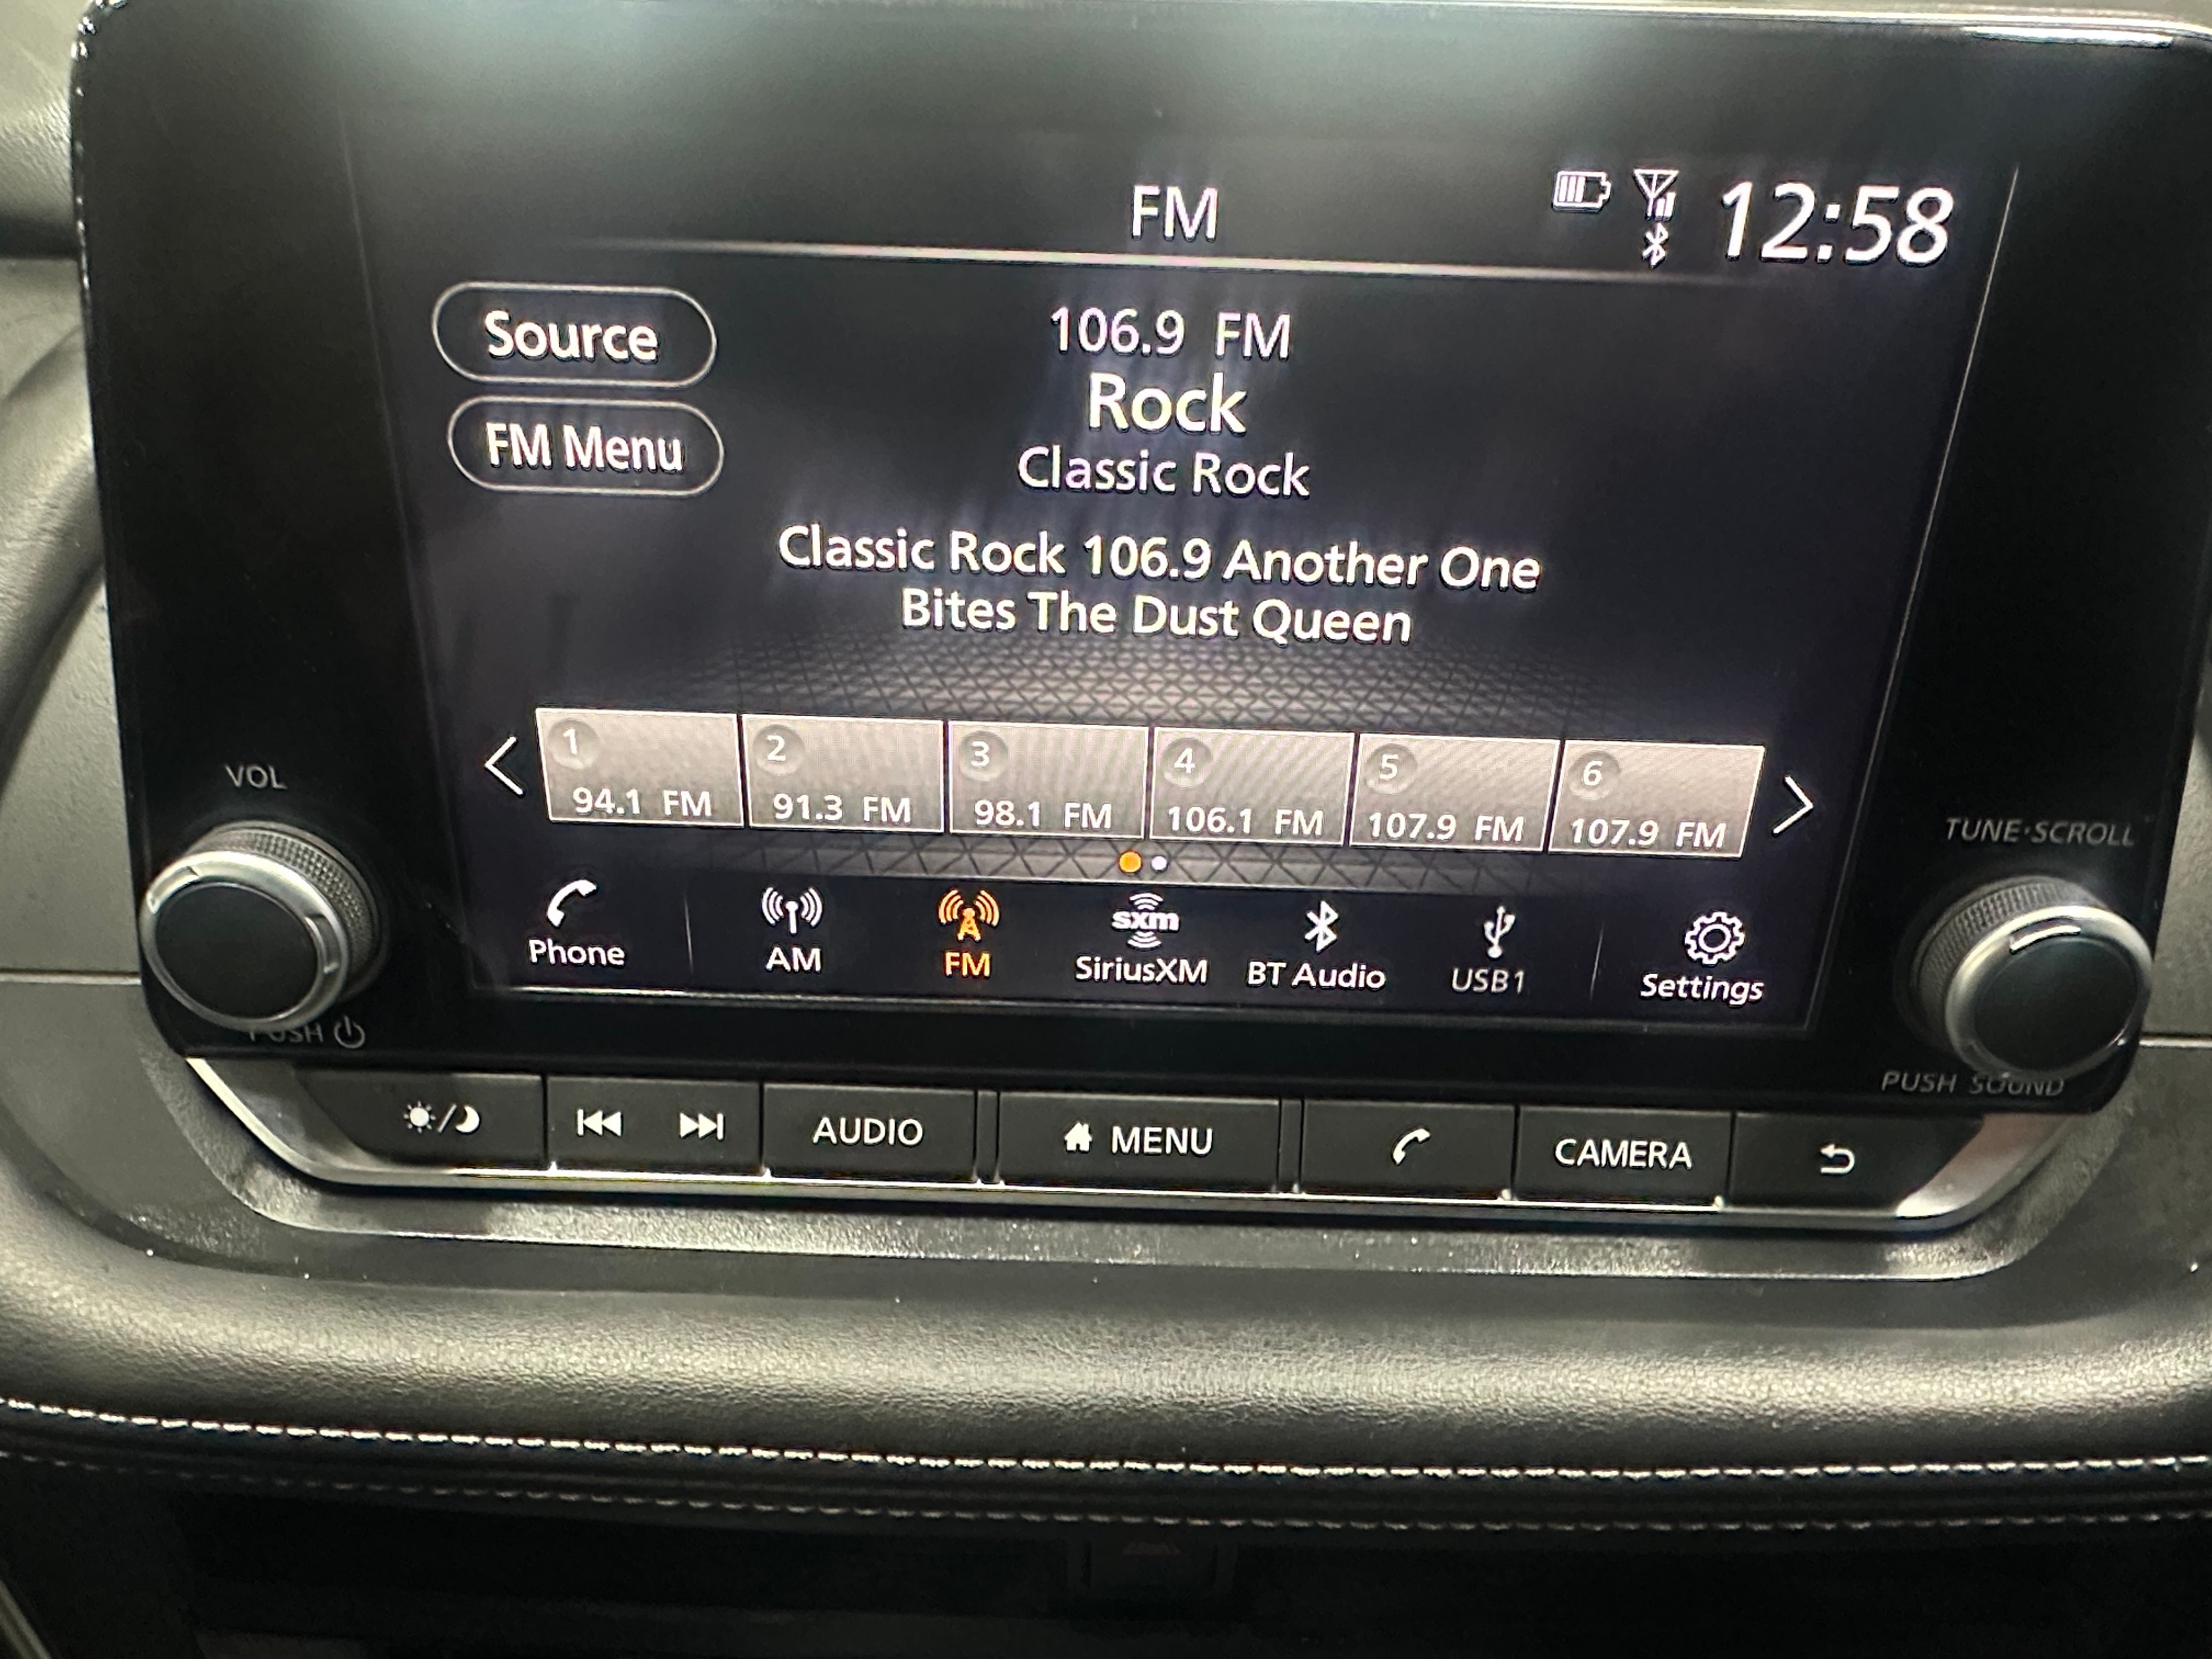 FM
12:58
Source
106.9 FM
Rock
FM Menu
Classic Rock
Classic Rock 106.9 Another One
Bites The Dust Queen
1
2
3
4
5
6
94.1 FM
91.3 FM
98.1 FM
106.1 FM
107.9 FM
107.9 FM
VOL
TUNE·SCROLL
Phone
AM
FM
sxm
SiriusXM
BT Audio
USB1
Settings
PUSH
PUSH SOUND
AUDIO
MENU
CAMERA